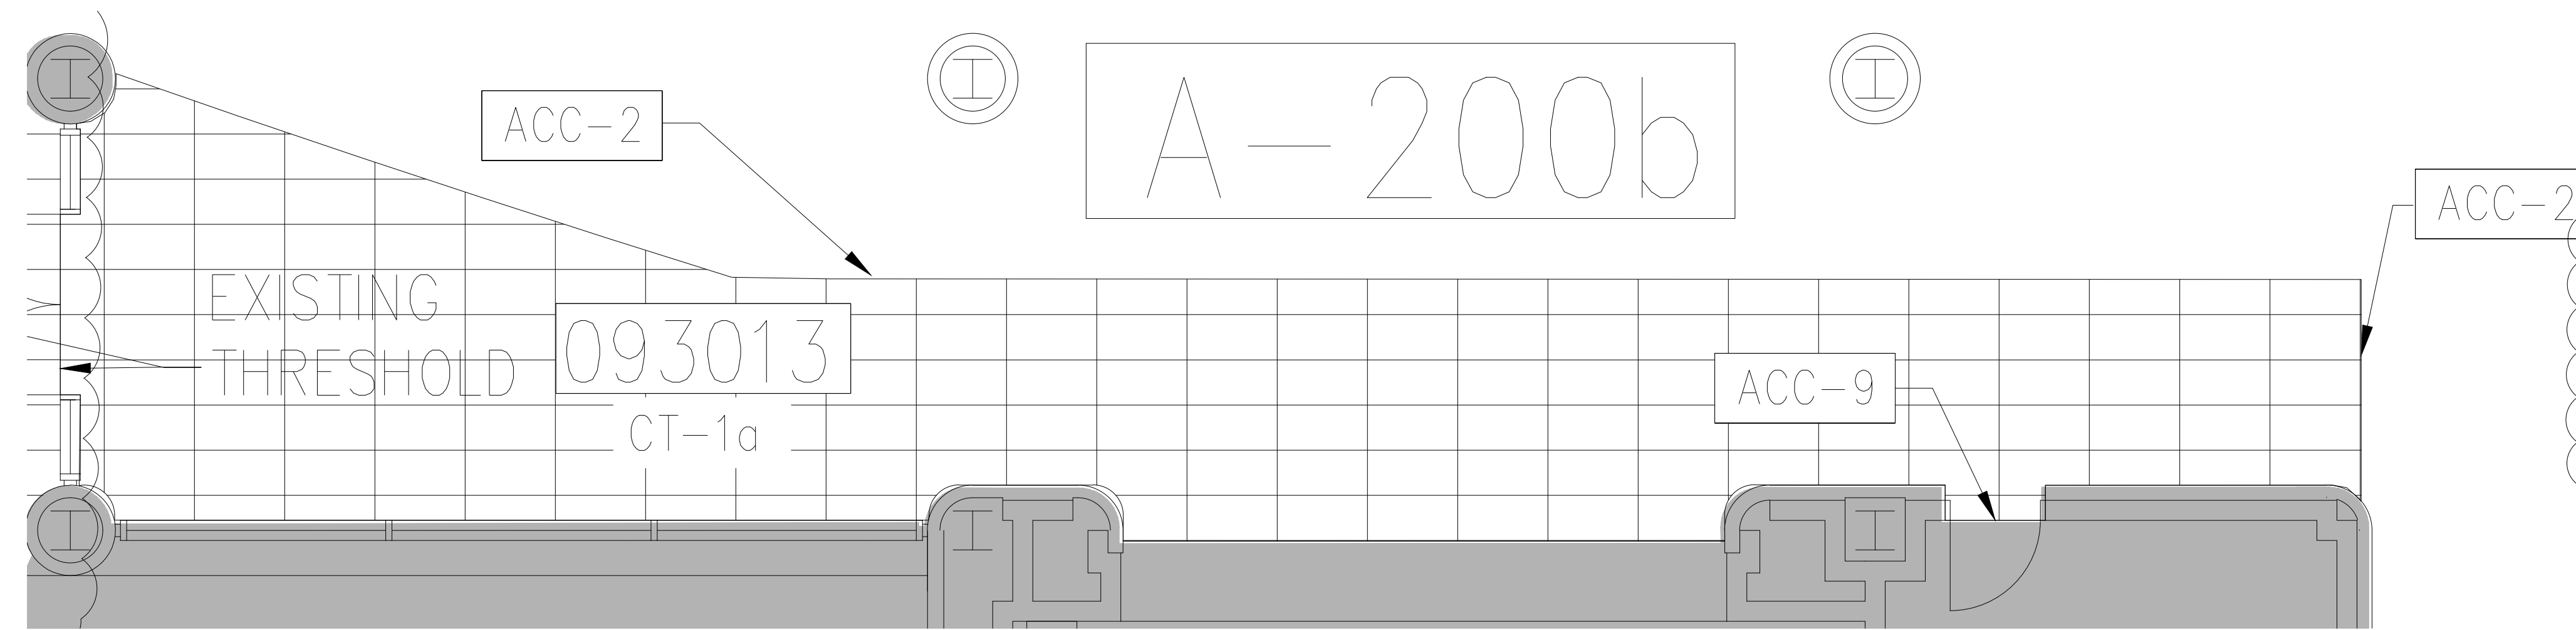 A-200b
ACC-2
ACC-2
EXISTING
THRESHOLD
093013
CT-1a
ACC-9